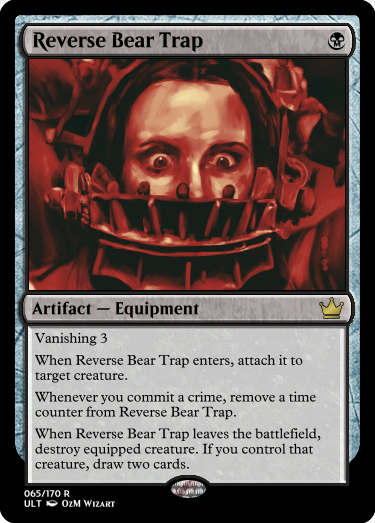 Reverse Bear Trap
Artifact — Equipment
Vanishing 3
When Reverse Bear Trap enters, attach it to
target creature.
Whenever you commit a crime, remove a time
counter from Reverse Bear Trap.
When Reverse Bear Trap leaves the battlefield,
destroy equipped creature. If you control that
creature, draw two cards.
065/170 R
ULT OzM Wizart